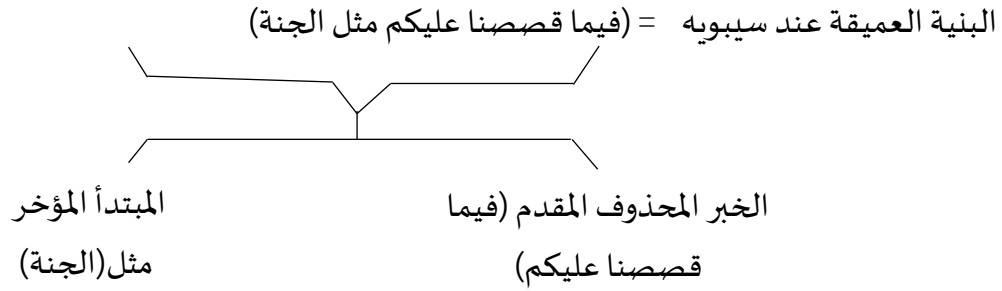 البنية العميقة عند سيبويه = (فيما قصصنا عليكم مثل الجنة)
الخبر المحذوف المقدم (فيما
قصصنا عليكم)
المبتدأ المؤخر
مثل(الجنة)